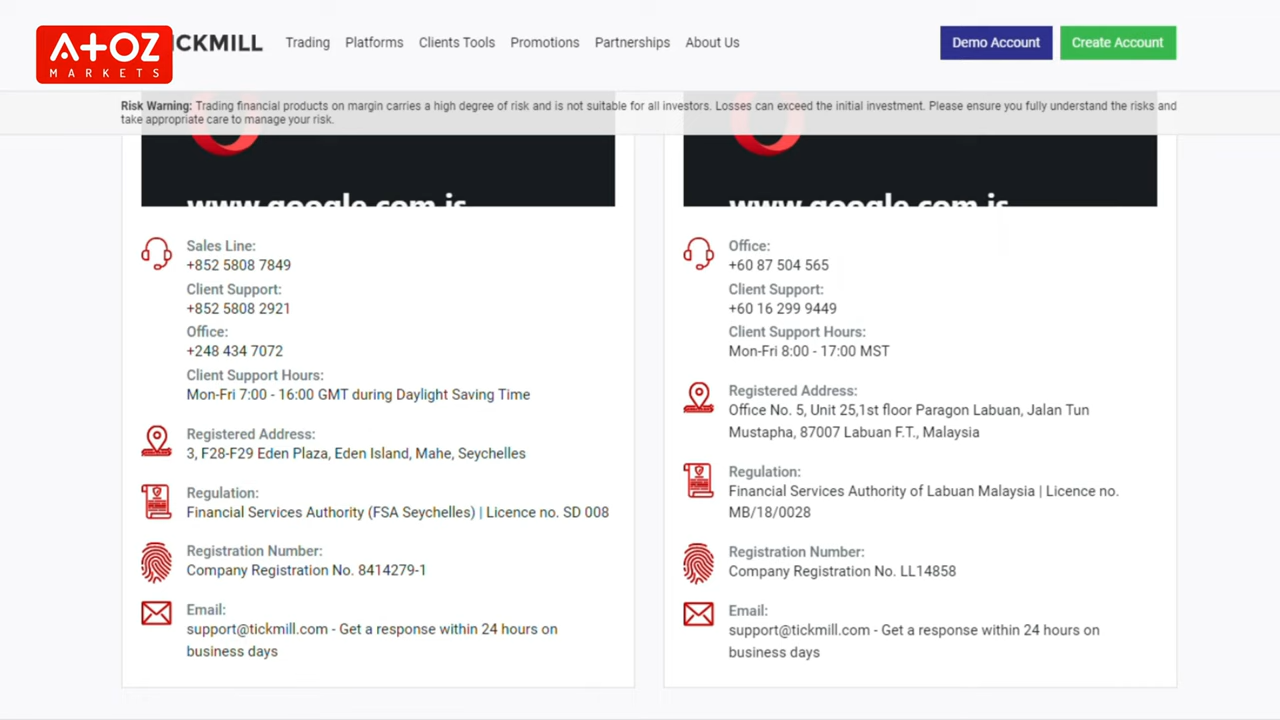 A+OZ
MARKETS
ICKMILL
Trading
Platforms
Clients Tools
Promotions
Partnerships
About Us
Demo Account
Create Account
Risk Warning: Trading financial products on margin carries a high degree of risk and is not suitable for all investors. Losses can exceed the initial investment. Please ensure you fully understand the risks and
take appropriate care to manage your risk.
www.google.com is
Sales Line:
+852 5808 7849
Client Support:
+852 5808 2921
Office:
+248 434 7072
Client Support Hours:
Mon-Fri 7:00 - 16:00 GMT during Daylight Saving Time
Registered Address:
3, F28-F29 Eden Plaza, Eden Island, Mahe, Seychelles
Regulation:
Financial Services Authority (FSA Seychelles) | Licence no. SD 008
Registration Number:
Company Registration No. 8414279-1
Email:
support@tickmill.com - Get a response within 24 hours on
business days
www.google.com is
Office:
+60 87 504 565
Client Support:
+60 16 299 9449
Client Support Hours:
Mon-Fri 8:00 - 17:00 MST
Registered Address:
Office No. 5, Unit 25,1st floor Paragon Labuan, Jalan Tun
Mustapha, 87007 Labuan F.T., Malaysia
Regulation:
Financial Services Authority of Labuan Malaysia | Licence no.
MB/18/0028
Registration Number:
Company Registration No. LL14858
Email:
support@tickmill.com - Get a response within 24 hours on
business days